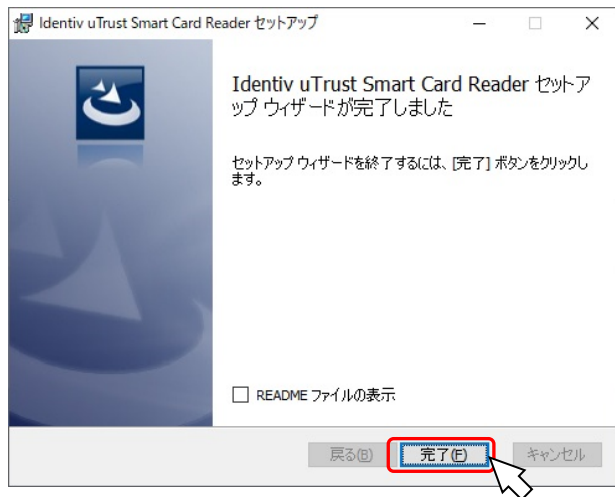 Identiv uTrust Smart Card Reader セットアップ
Identiv uTrust Smart Card Reader セットア
ップ ウィザードが完了しました
セットアップ ウィザードを終了するには、[完了] ボタンをクリックし
ます。
README ファイルの表示
戻る(B) 完了(F) キャンセル